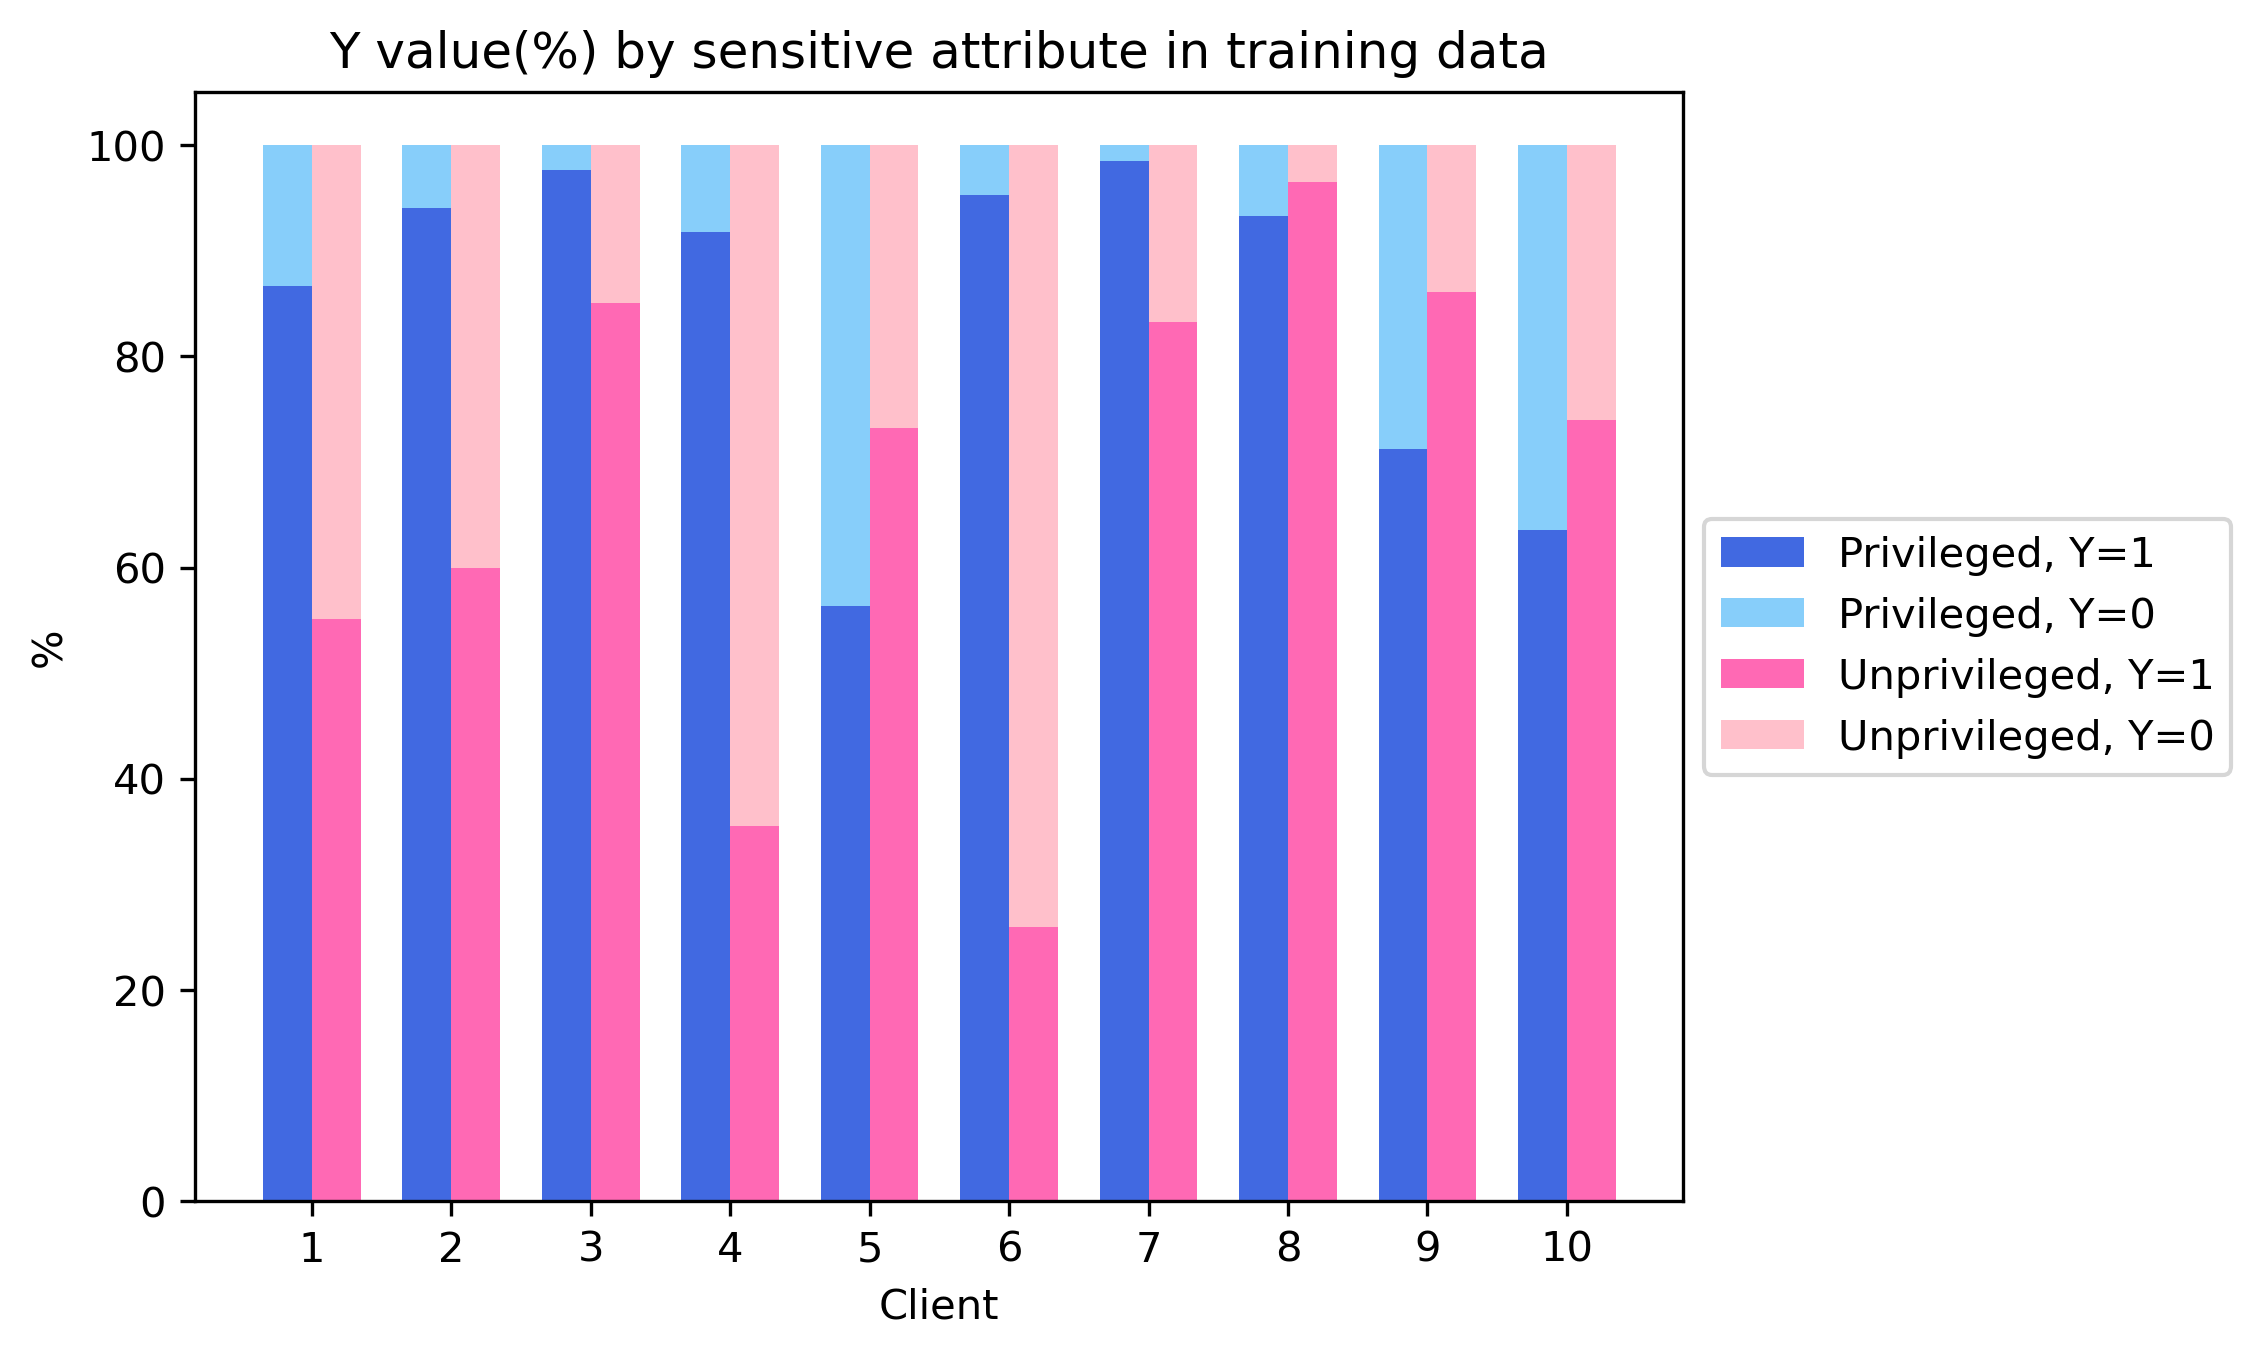 Y value(%) by sensitive attribute in training data
100
80
60
40
20
0
%
1 2 3 4 5 6 7 8 9 10
Client
Privileged, Y=1
Privileged, Y=0
Unprivileged, Y=1
Unprivileged, Y=0